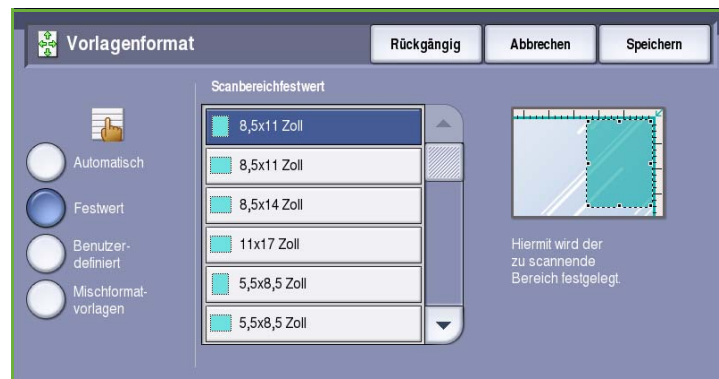 Vorlagenformat
Rückgängig
Abbrechen
Speichern
Scanbereichfestwert
Automatisch
Festwert
Benutzer-
definiert
Mischformat-
vorlagen
8,5x11 Zoll
8,5x11 Zoll
8,5x14 Zoll
11x17 Zoll
5,5x8,5 Zoll
5,5x8,5 Zoll
Hiermit wird der
zu scannende
Bereich festgelegt.